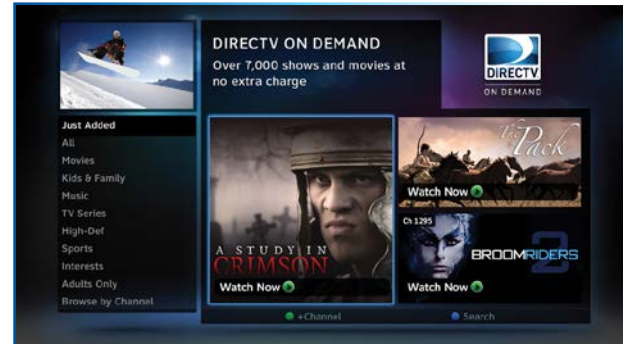 DIRECTV ON DEMAND
Over 7,000 shows and movies at
no extra charge
DIRECTV
ON DEMAND
Just Added
All
Movies
Kids & Family
Music
TV Series
High-Def
Sports
Interests
Adults Only
Browse by Channel
A STUDY IN
CRIMSON
Watch Now
The
Pack
Watch Now
Ch 1295
BROOMRIDERS
2
Watch Now
+Channel
Search